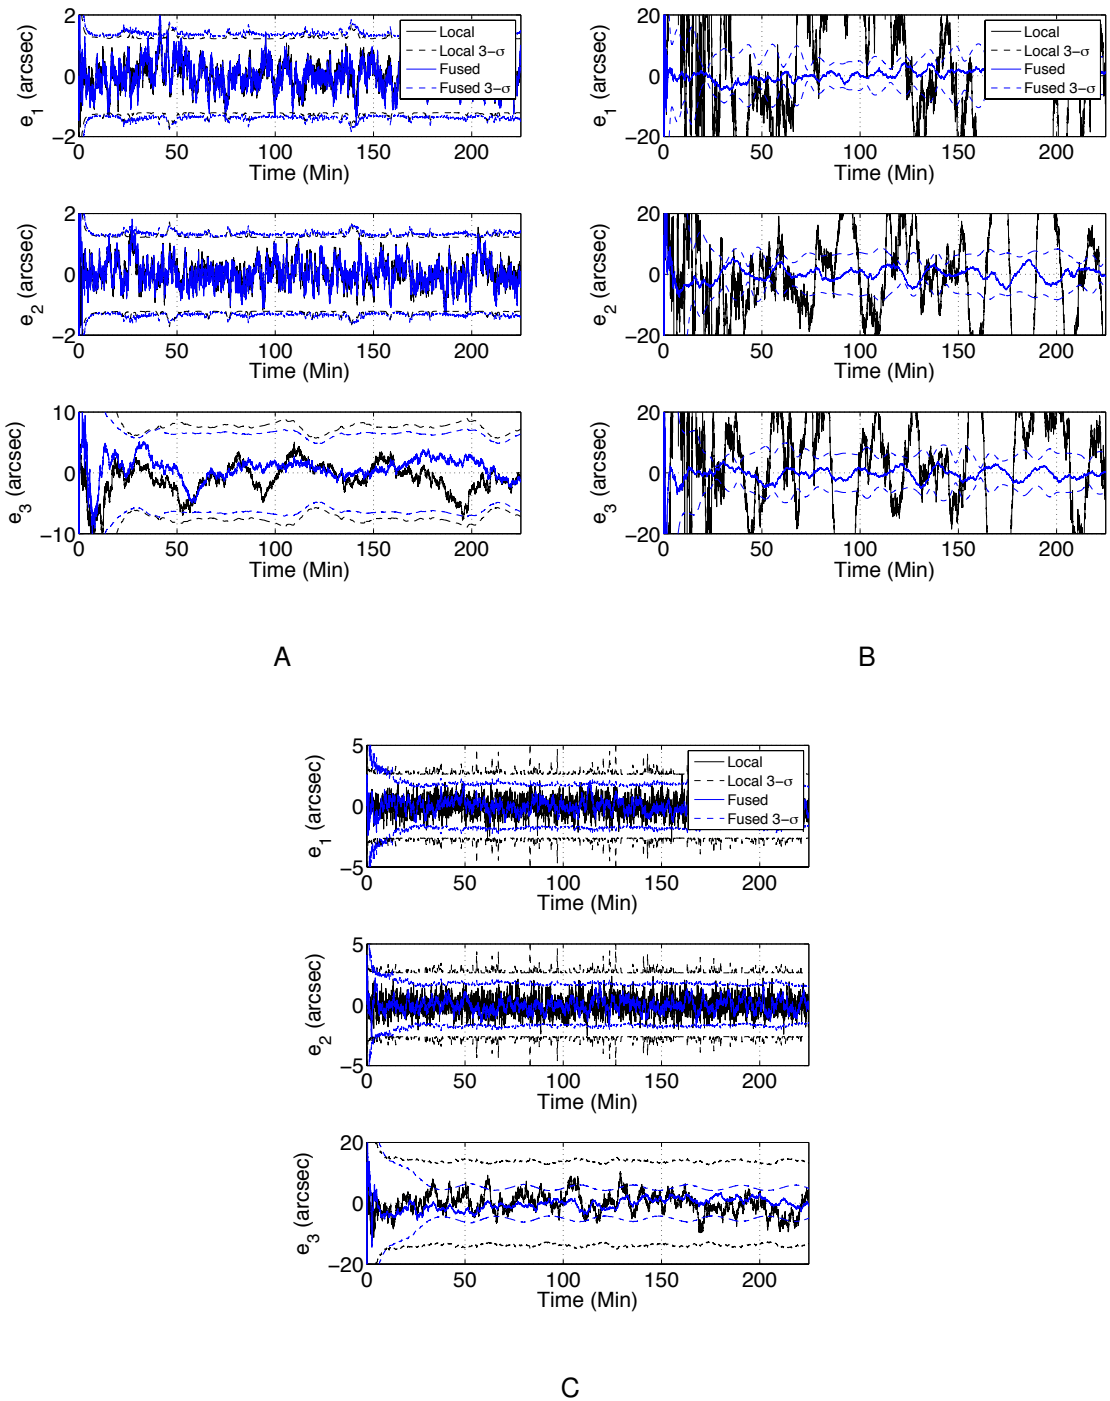 2
0
−2
e1 (arcsec)
0 50 100 150 200
Time (Min)
Local
Local 3−σ
Fused
Fused 3−σ
2
0
−2
e2 (arcsec)
0 50 100 150 200
Time (Min)
10
0
−10
e3 (arcsec)
0 50 100 150 200
Time (Min)
A
20
0
−20
e1 (arcsec)
0 50 100 150 200
Time (Min)
Local
Local 3−σ
Fused
Fused 3−σ
20
0
−20
e2 (arcsec)
0 50 100 150 200
Time (Min)
20
0
−20
e3 (arcsec)
0 50 100 150 200
Time (Min)
B
5
0
−5
e1 (arcsec)
0 50 100 150 200
Time (Min)
Local
Local 3−σ
Fused
Fused 3−σ
5
0
−5
e2 (arcsec)
0 50 100 150 200
Time (Min)
20
0
−20
e3 (arcsec)
0 50 100 150 200
Time (Min)
C